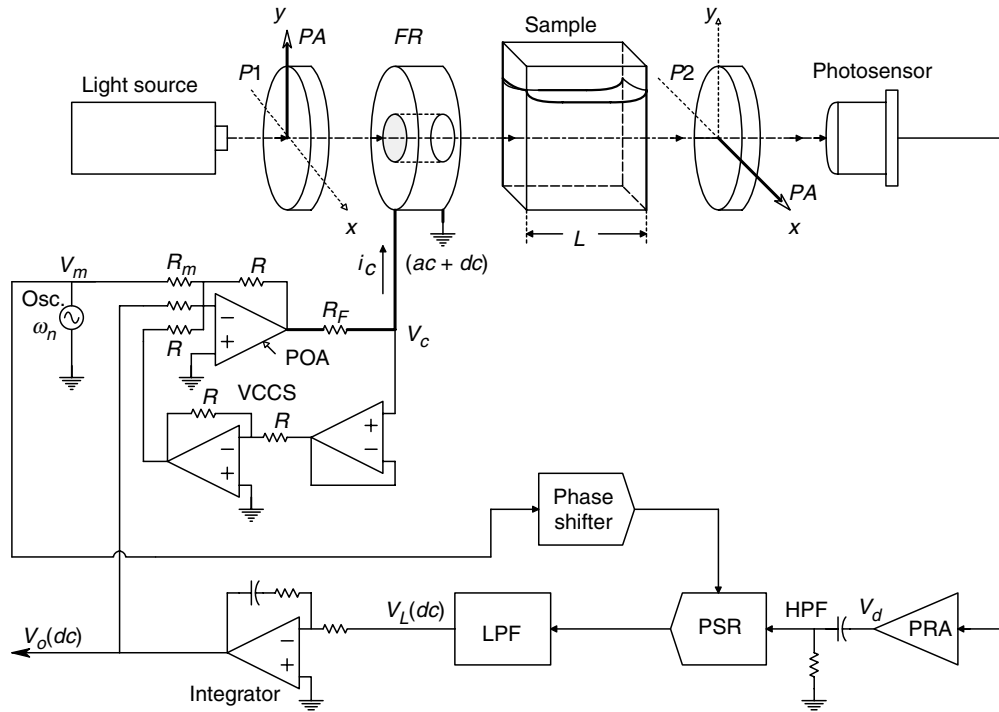 y
PA
FR
Sample
y
P1
P2
Light source
Photosensor
x
PA
x
L
i_c
(ac + dc)
V_m
R_m
R
Osc.
ω_n
R
R_F
V_c
−
+
POA
VCCS
R
R
+
−
−
+
Phase
shifter
V_o(dc)
−
+
Integrator
V_L(dc)
LPF
PSR
HPF
V_d
PRA